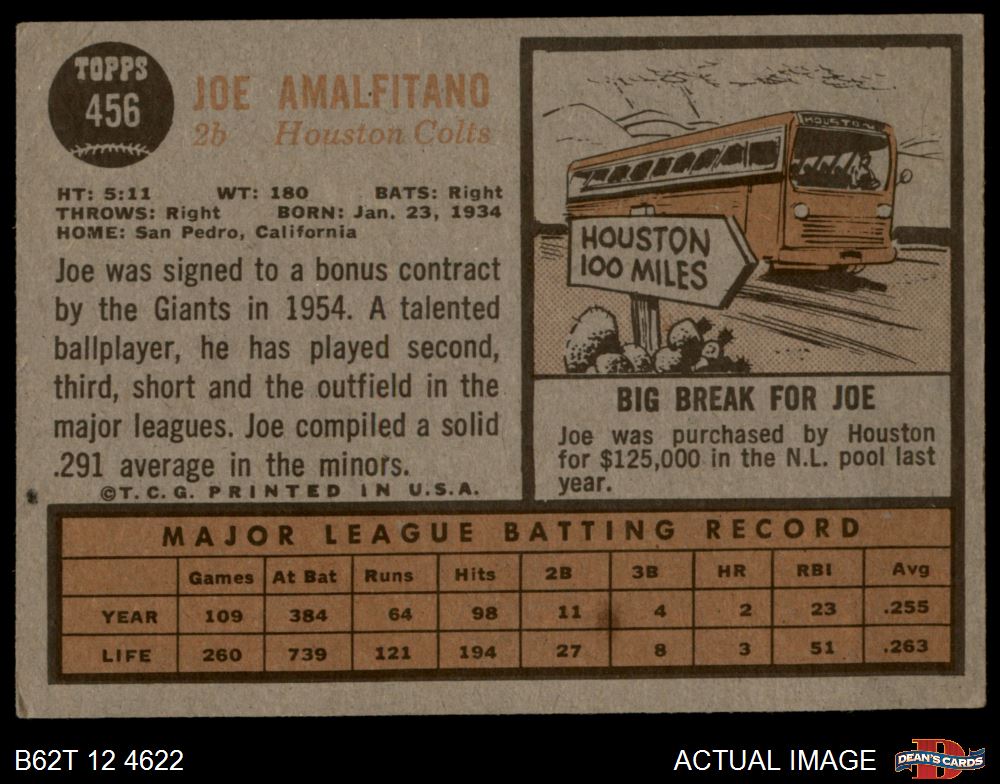 TOPPS
456
JOE AMALFITANO
2b Houston Colts
HT: 5:11 WT: 180 BATS: Right
THROWS: Right BORN: Jan. 23, 1934
HOME: San Pedro, California
Joe was signed to a bonus contract
by the Giants in 1954. A talented
ballplayer, he has played second,
third, short and the outfield in the
major leagues. Joe compiled a solid
.291 average in the minors.
©T.C.G. PRINTED IN U.S.A.
HOUSTON
HOUSTON
100 MILES
BIG BREAK FOR JOE
Joe was purchased by Houston
for $125,000 in the N.L. pool last
year.
MAJOR LEAGUE BATTING RECORD
Games At Bat Runs Hits 2B 3B HR RBI Avg
YEAR 109 384 64 98 11 4 2 23 .255
LIFE 260 739 121 194 27 8 3 51 .263
B62T 12 4622 ACTUAL IMAGE DEAN'S CARDS